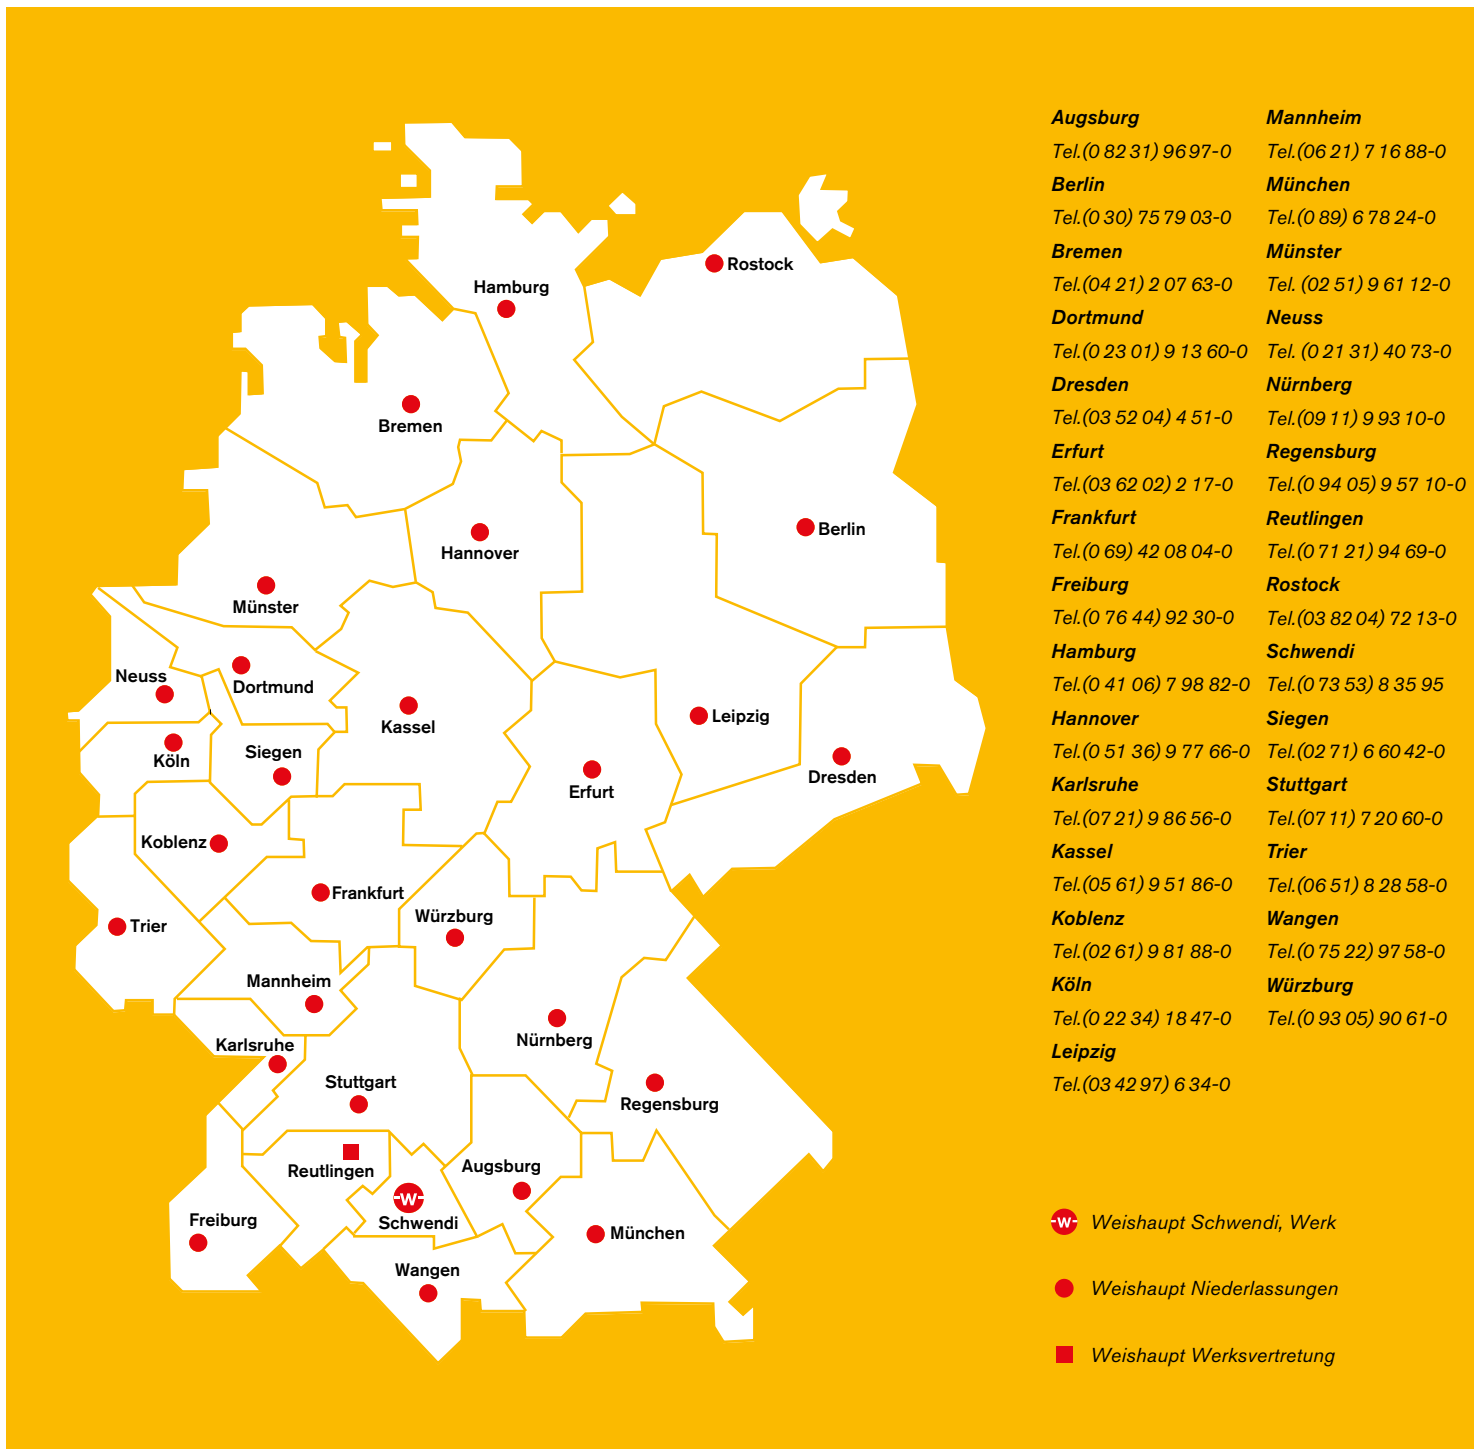 Rostock
Hamburg
Bremen
Berlin
Hannover
Münster
Neuss
Dortmund
Kassel
Leipzig
Köln
Siegen
Dresden
Erfurt
Koblenz
Frankfurt
Würzburg
Trier
Mannheim
Nürnberg
Karlsruhe
Stuttgart
Regensburg
Reutlingen
Augsburg
-W-
Schwendi
Freiburg
München
Wangen
Augsburg
Tel.(0 82 31) 96 97-0
Berlin
Tel.(0 30) 75 79 03-0
Bremen
Tel.(04 21) 2 07 63-0
Dortmund
Tel.(0 23 01) 9 13 60-0
Dresden
Tel.(03 52 04) 4 51-0
Erfurt
Tel.(03 62 02) 2 17-0
Frankfurt
Tel.(0 69) 42 08 04-0
Freiburg
Tel.(0 76 44) 92 30-0
Hamburg
Tel.(0 41 06) 7 98 82-0
Hannover
Tel.(0 51 36) 9 77 66-0
Karlsruhe
Tel.(07 21) 9 86 56-0
Kassel
Tel.(05 61) 9 51 86-0
Koblenz
Tel.(02 61) 9 81 88-0
Köln
Tel.(0 22 34) 18 47-0
Leipzig
Tel.(03 42 97) 6 34-0
Mannheim
Tel.(06 21) 7 16 88-0
München
Tel.(0 89) 6 78 24-0
Münster
Tel. (02 51) 9 61 12-0
Neuss
Tel. (0 21 31) 40 73-0
Nürnberg
Tel.(09 11) 9 93 10-0
Regensburg
Tel.(0 94 05) 9 57 10-0
Reutlingen
Tel.(0 71 21) 94 69-0
Rostock
Tel.(03 82 04) 72 13-0
Schwendi
Tel.(0 73 53) 8 35 95
Siegen
Tel.(02 71) 6 60 42-0
Stuttgart
Tel.(07 11) 7 20 60-0
Trier
Tel.(06 51) 8 28 58-0
Wangen
Tel.(0 75 22) 97 58-0
Würzburg
Tel.(0 93 05) 90 61-0
-W- Weishaupt Schwendi, Werk
Weishaupt Niederlassungen
Weishaupt Werksvertretung